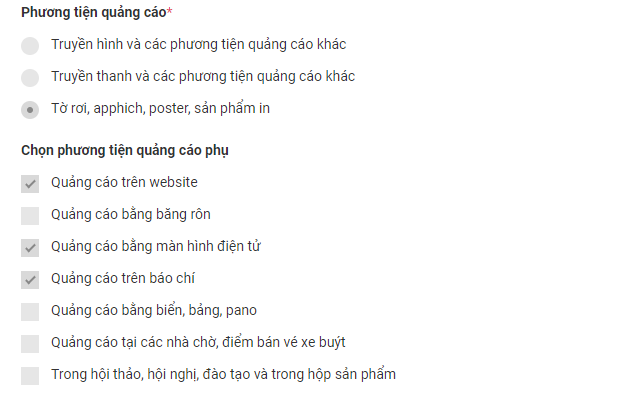 Phương tiện quảng cáo*
Truyền hình và các phương tiện quảng cáo khác
Truyền thanh và các phương tiện quảng cáo khác
Tờ rơi, apphich, poster, sản phẩm in
Chọn phương tiện quảng cáo phụ
Quảng cáo trên website
Quảng cáo bằng băng rôn
Quảng cáo bằng màn hình điện tử
Quảng cáo trên báo chí
Quảng cáo bằng biển, bảng, pano
Quảng cáo tại các nhà chờ, điểm bán vé xe buýt
Trong hội thảo, hội nghị, đào tạo và trong hộp sản phẩm